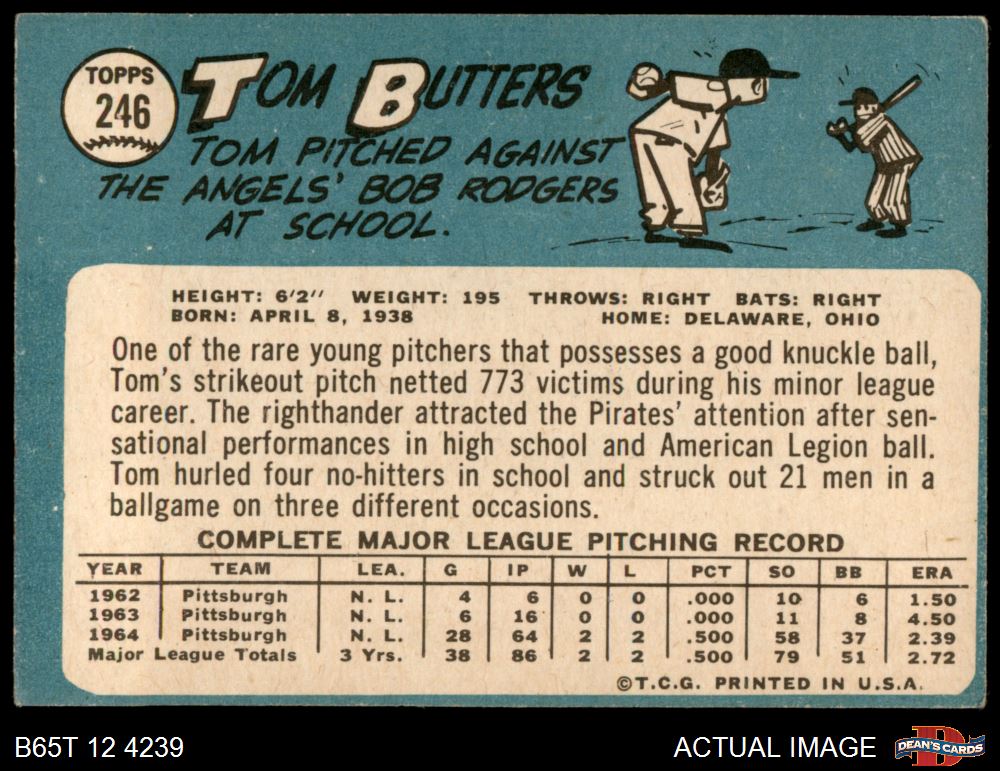 TOPPS
246
TOM BUTTERS
TOM PITCHED AGAINST
THE ANGELS' BOB RODGERS
AT SCHOOL.
HEIGHT: 6'2" WEIGHT: 195 THROWS: RIGHT BATS: RIGHT
BORN: APRIL 8, 1938 HOME: DELAWARE, OHIO
One of the rare young pitchers that possesses a good knuckle ball,
Tom's strikeout pitch netted 773 victims during his minor league
career. The righthander attracted the Pirates' attention after sen-
sational performances in high school and American Legion ball.
Tom hurled four no-hitters in school and struck out 21 men in a
ballgame on three different occasions.
COMPLETE MAJOR LEAGUE PITCHING RECORD
YEAR TEAM LEA. G IP W L PCT SO BB ERA
1962 Pittsburgh N. L. 4 6 0 0 .000 10 6 1.50
1963 Pittsburgh N. L. 6 16 0 0 .000 11 8 4.50
1964 Pittsburgh N. L. 28 64 2 2 .500 58 37 2.39
Major League Totals 3 Yrs. 38 86 2 2 .500 79 51 2.72
©T.C.G. PRINTED IN U.S.A.
B65T 12 4239 ACTUAL IMAGE DEAN'S CARDS